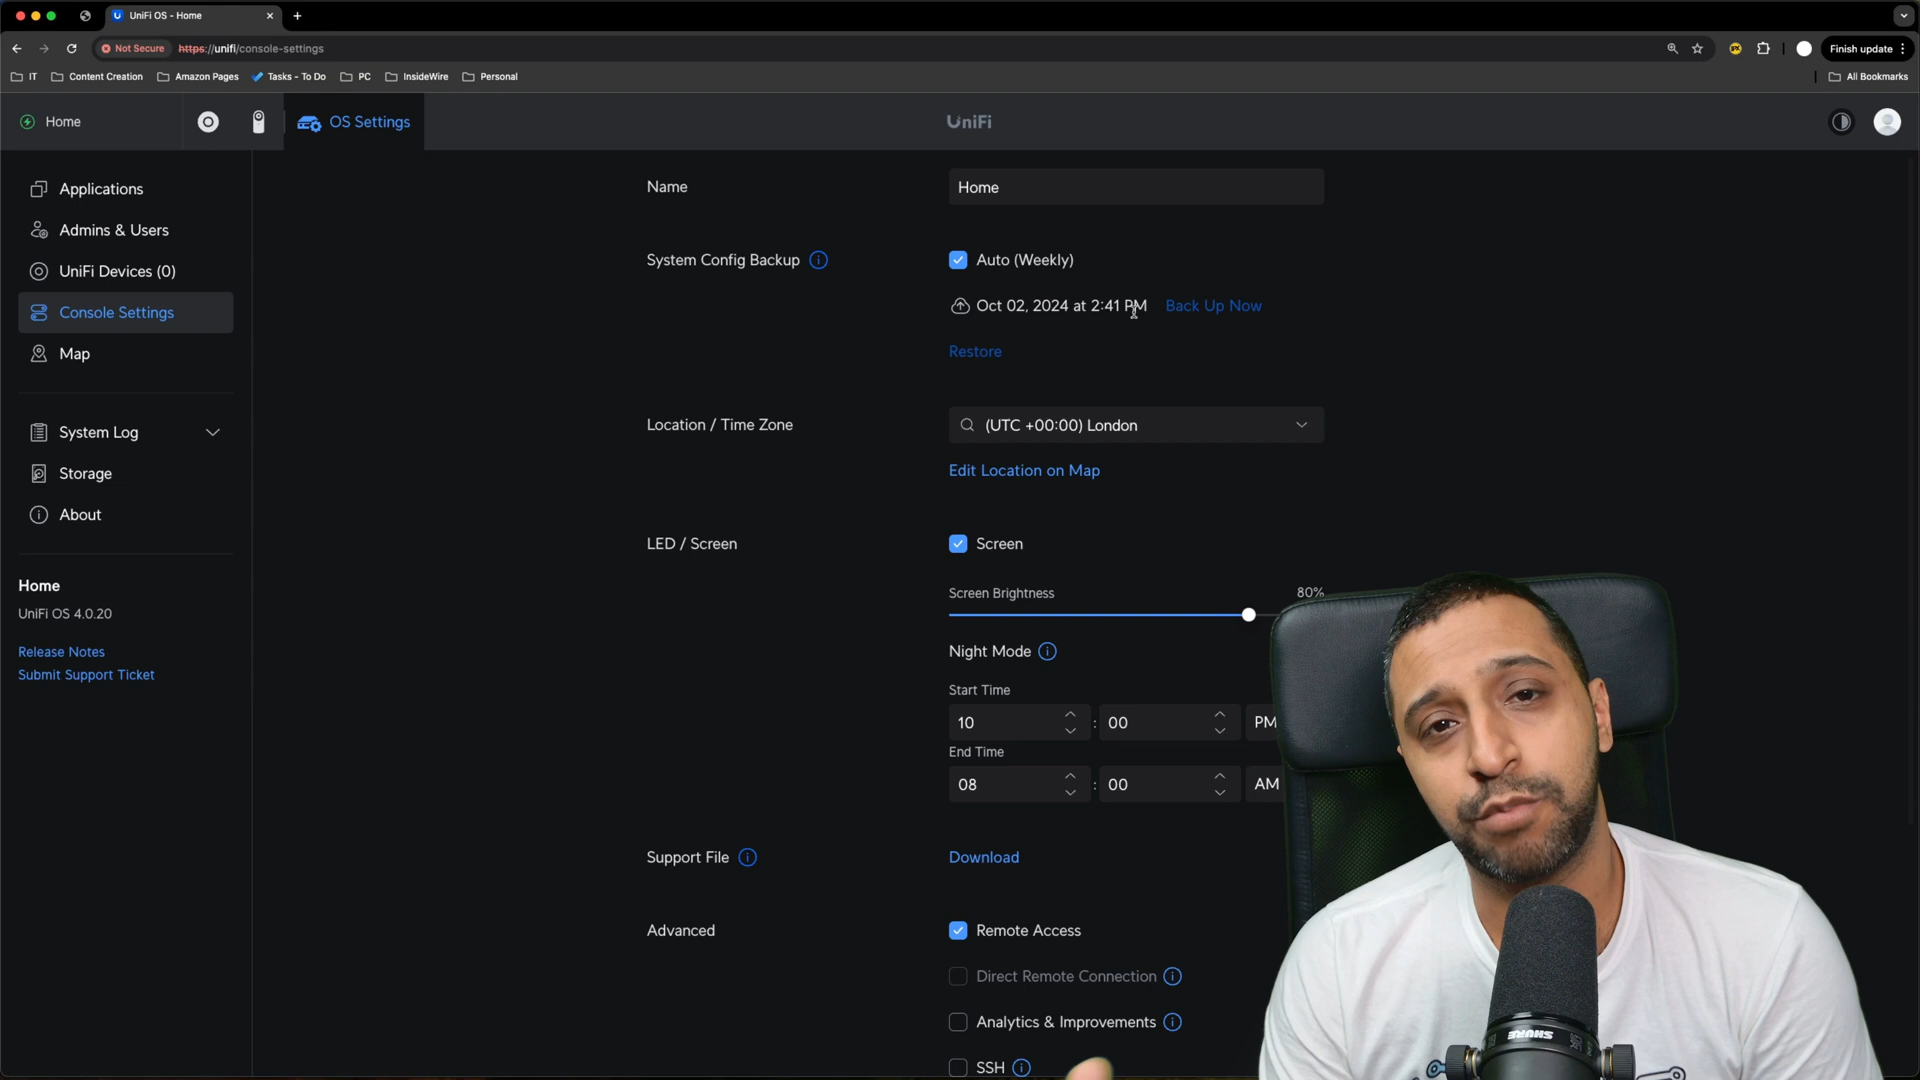 UniFi OS - Home
Not Secure https://unifi/console-settings
Finish update
IT Content Creation Amazon Pages Tasks - To Do PC InsideWire Personal
All Bookmarks
Home
OS Settings
UniFi
Applications
Admins & Users
UniFi Devices (0)
Console Settings
Map
System Log
Storage
About
Home
UniFi OS 4.0.20
Release Notes
Submit Support Ticket
Name
Home
System Config Backup
Auto (Weekly)
Oct 02, 2024 at 2:41 PM Back Up Now
Restore
Location / Time Zone
(UTC +00:00) London
Edit Location on Map
LED / Screen
Screen
Screen Brightness 80%
Night Mode
Start Time
10 : 00 PM
End Time
08 : 00 AM
Support File
Download
Advanced
Remote Access
Direct Remote Connection
Analytics & Improvements
SSH
SHURE